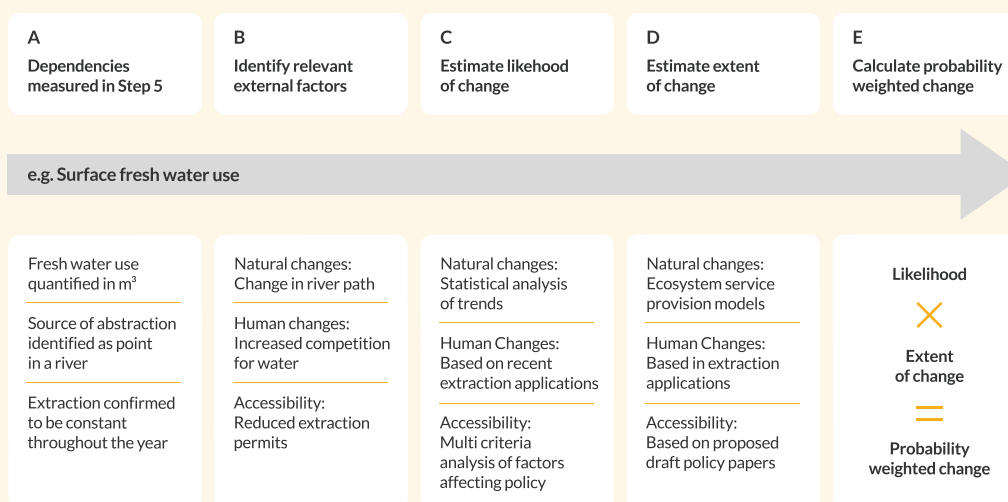 A
Dependencies
measured in Step 5
B
Identify relevant
external factors
C
Estimate likehood
of change
D
Estimate extent
of change
E
Calculate probability
weighted change
e.g. Surface fresh water use
Fresh water use
quantified in m³
Source of abstraction
identified as point
in a river
Extraction confirmed
to be constant
throughout the year
Natural changes:
Change in river path
Human changes:
Increased competition
for water
Accessibility:
Reduced extraction
permits
Natural changes:
Statistical analysis
of trends
Human Changes:
Based on recent
extraction applications
Accessibility:
Multi criteria
analysis of factors
affecting policy
Natural changes:
Ecosystem service
provision models
Human Changes:
Based in extraction
applications
Accessibility:
Based on proposed
draft policy papers
Likelihood
×
Extent
of change
=
Probability
weighted change